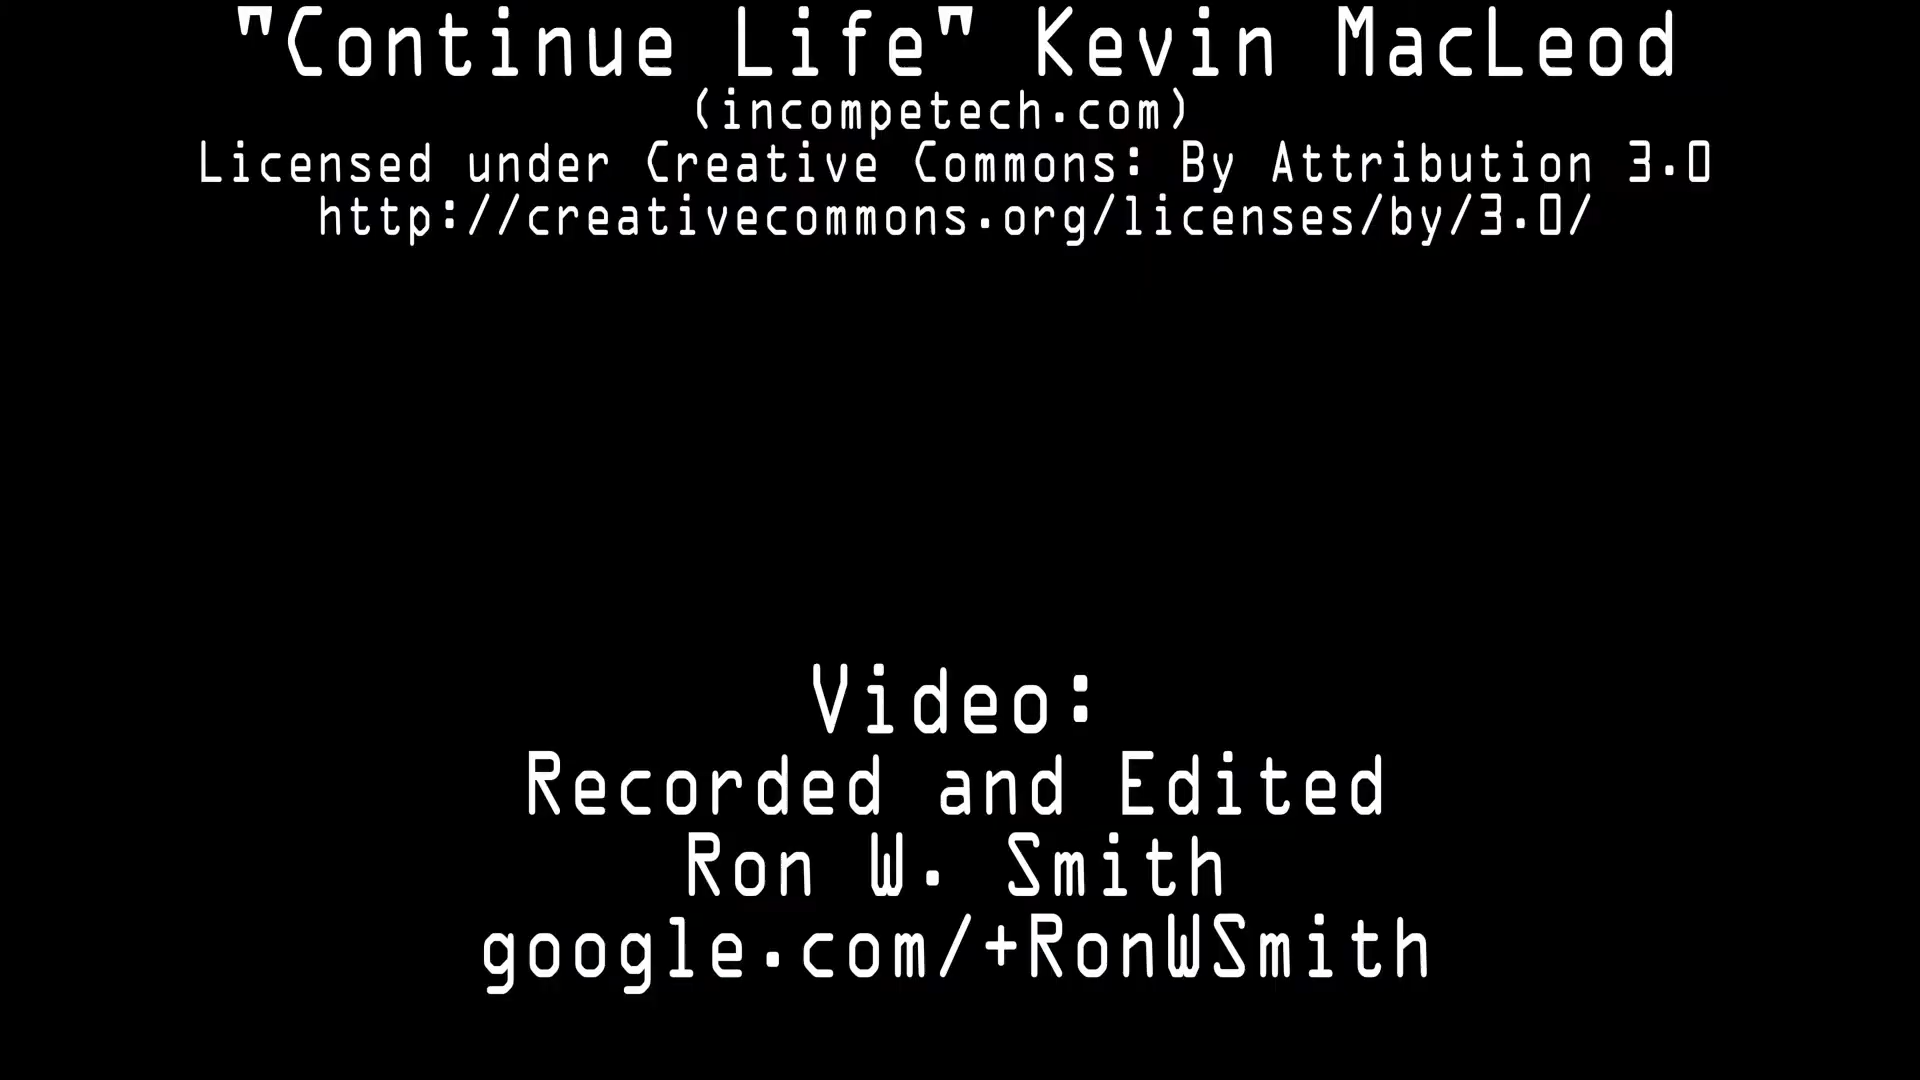 "Continue Life" Kevin MacLeod
(incompetech.com)
Licensed under Creative Commons: By Attribution 3.0
http://creativecommons.org/licenses/by/3.0/
Video:
Recorded and Edited
Ron W. Smith
google.com/+RonWSmith